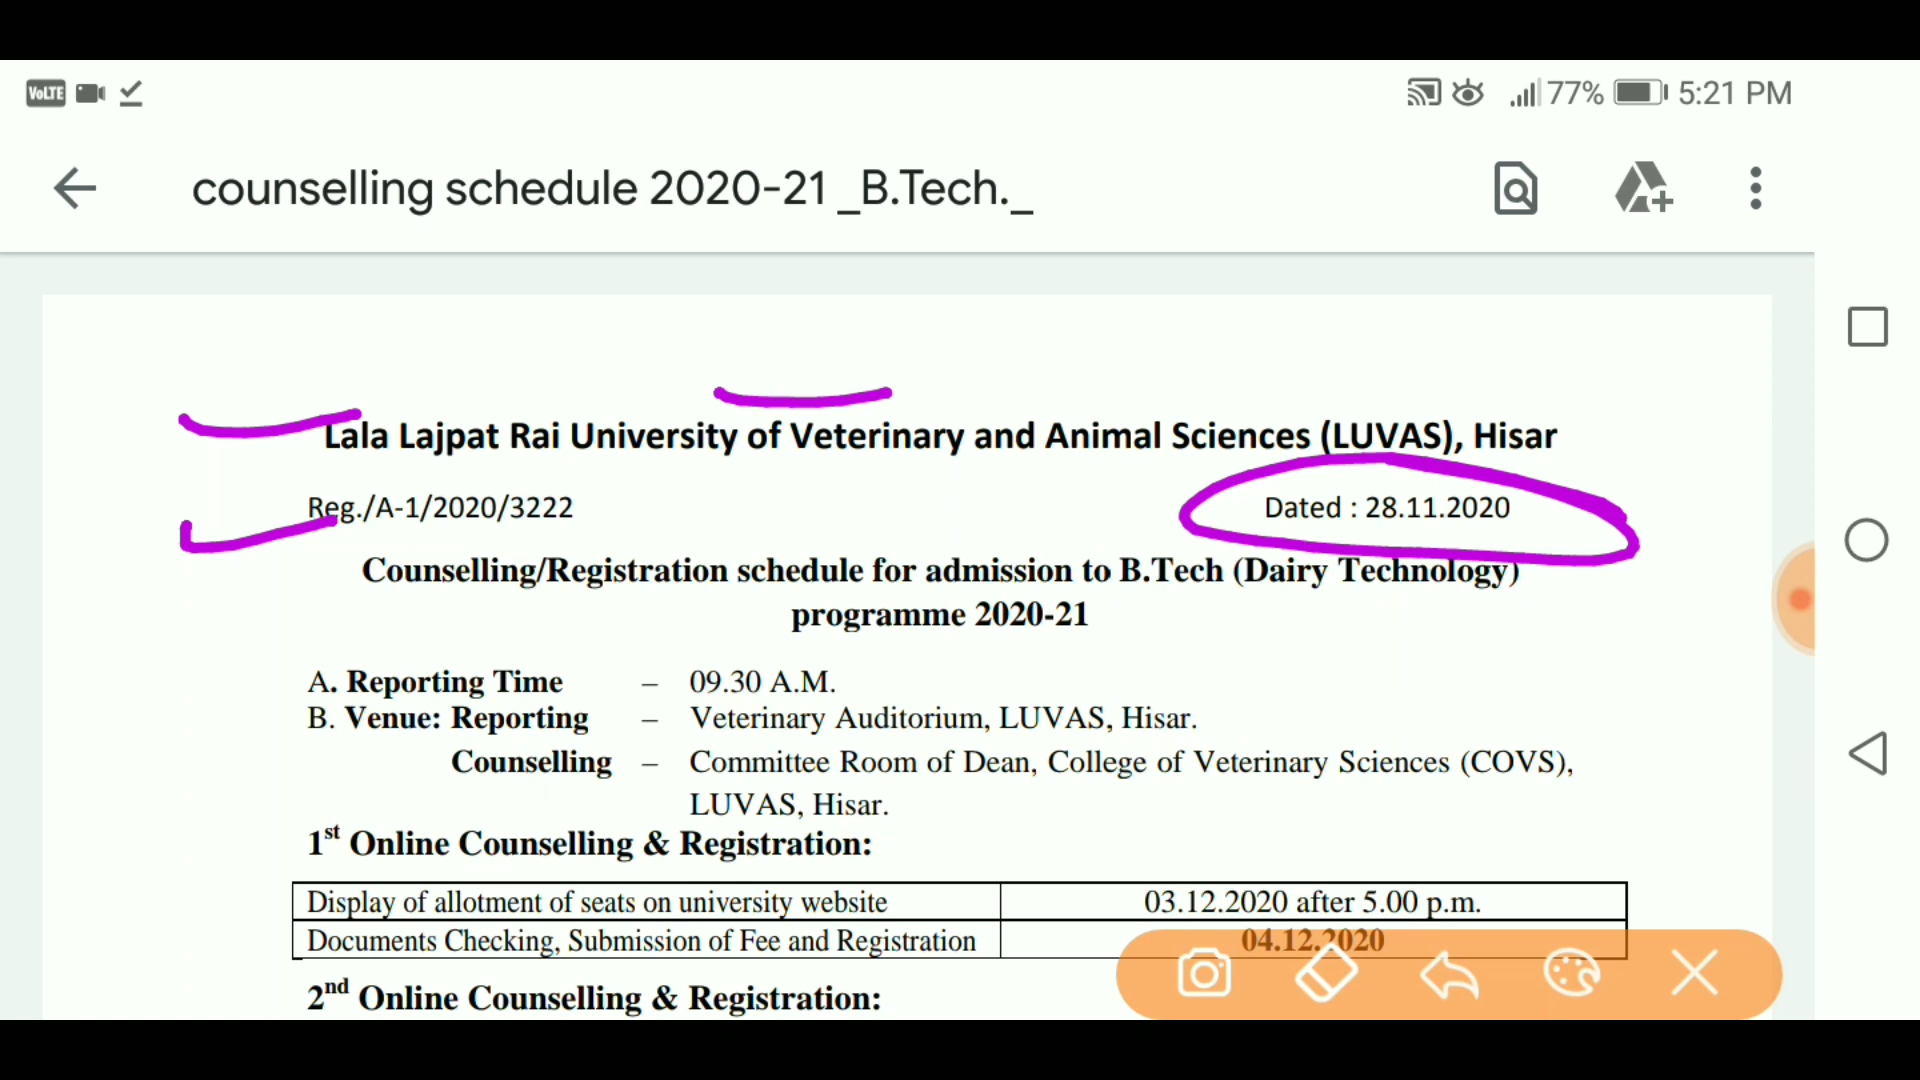 VoLTE 77% 5:21 PM
counselling schedule 2020-21 _B.Tech._
Lala Lajpat Rai University of Veterinary and Animal Sciences (LUVAS), Hisar
Reg./A-1/2020/3222 Dated : 28.11.2020
Counselling/Registration schedule for admission to B.Tech (Dairy Technology)
programme 2020-21
A. Reporting Time – 09.30 A.M.
B. Venue: Reporting – Veterinary Auditorium, LUVAS, Hisar.
Counselling – Committee Room of Dean, College of Veterinary Sciences (COVS),
LUVAS, Hisar.
1st Online Counselling & Registration:
Display of allotment of seats on university website 03.12.2020 after 5.00 p.m.
Documents Checking, Submission of Fee and Registration 04.12.2020
2nd Online Counselling & Registration: